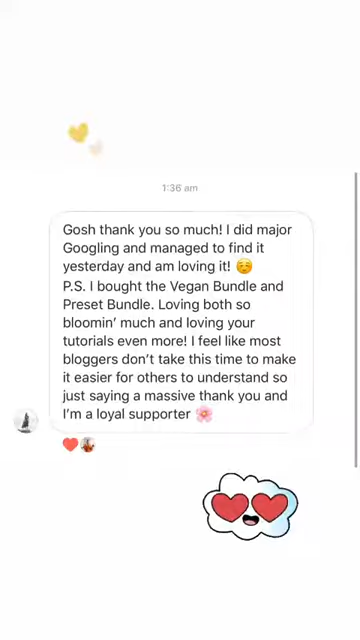 1:36 am
Gosh thank you so much! I did major
Googling and managed to find it
yesterday and am loving it! ☺️
P.S. I bought the Vegan Bundle and
Preset Bundle. Loving both so
bloomin’ much and loving your
tutorials even more! I feel like most
bloggers don’t take this time to make
it easier for others to understand so
just saying a massive thank you and
I’m a loyal supporter 🌸